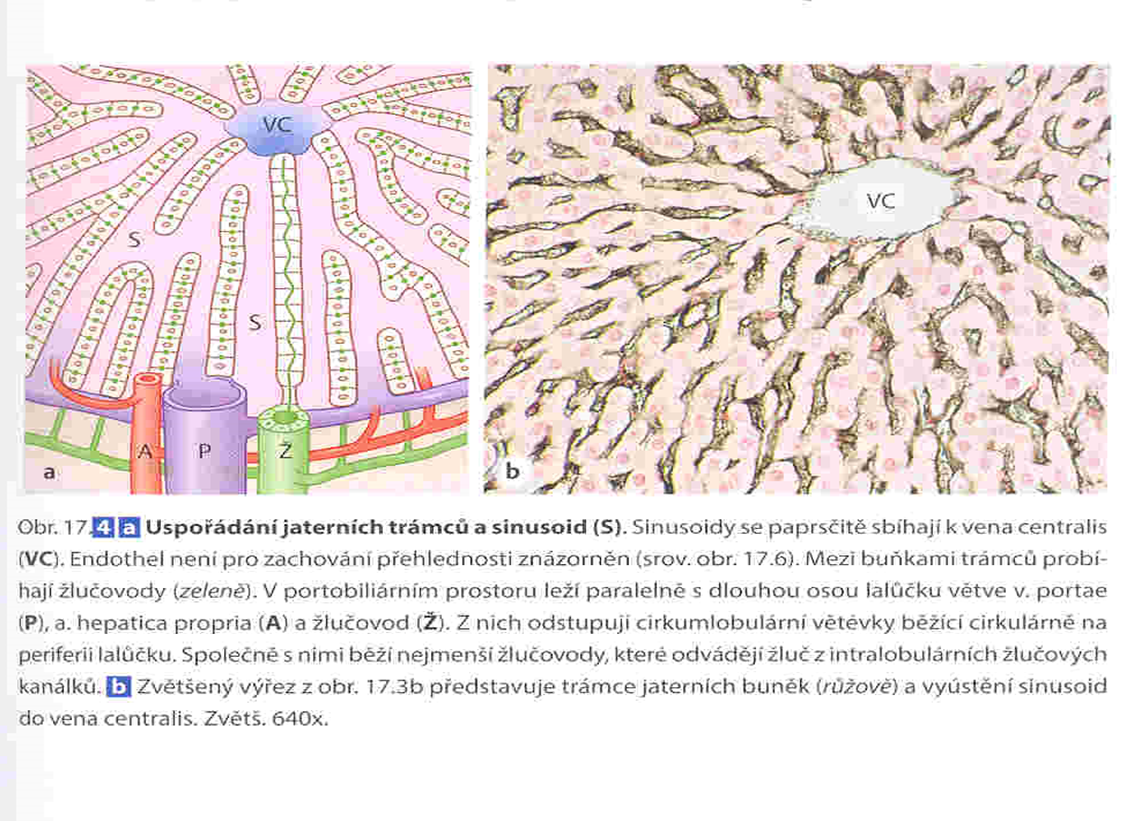 VC
S
S
A
P
Ž
a
VC
b
Obr. 17.4 a Uspořádání jaterních trámců a sinusoid (S). Sinusoidy se paprsčitě sbíhají k vena centralis
(VC). Endothel není pro zachování přehlednosti znázorněn (srov. obr. 17.6). Mezi buňkami trámců probí-
hají žlučovody (zeleně). V portobiliárním prostoru leží paralelně s dlouhou osou lalůčku větve v. portae
(P), a. hepatica propria (A) a žlučovod (Ž). Z nich odstupují cirkumlobulární větévky běžící cirkulárně na
periferii lalůčku. Společně s nimi běží nejmenší žlučovody, které odvádějí žluč z intralobulárních žlučových
kanálků. b Zvětšený výřez z obr. 17.3b představuje trámce jaterních buněk (růžově) a vyústění sinusoid
do vena centralis. Zvětš. 640x.